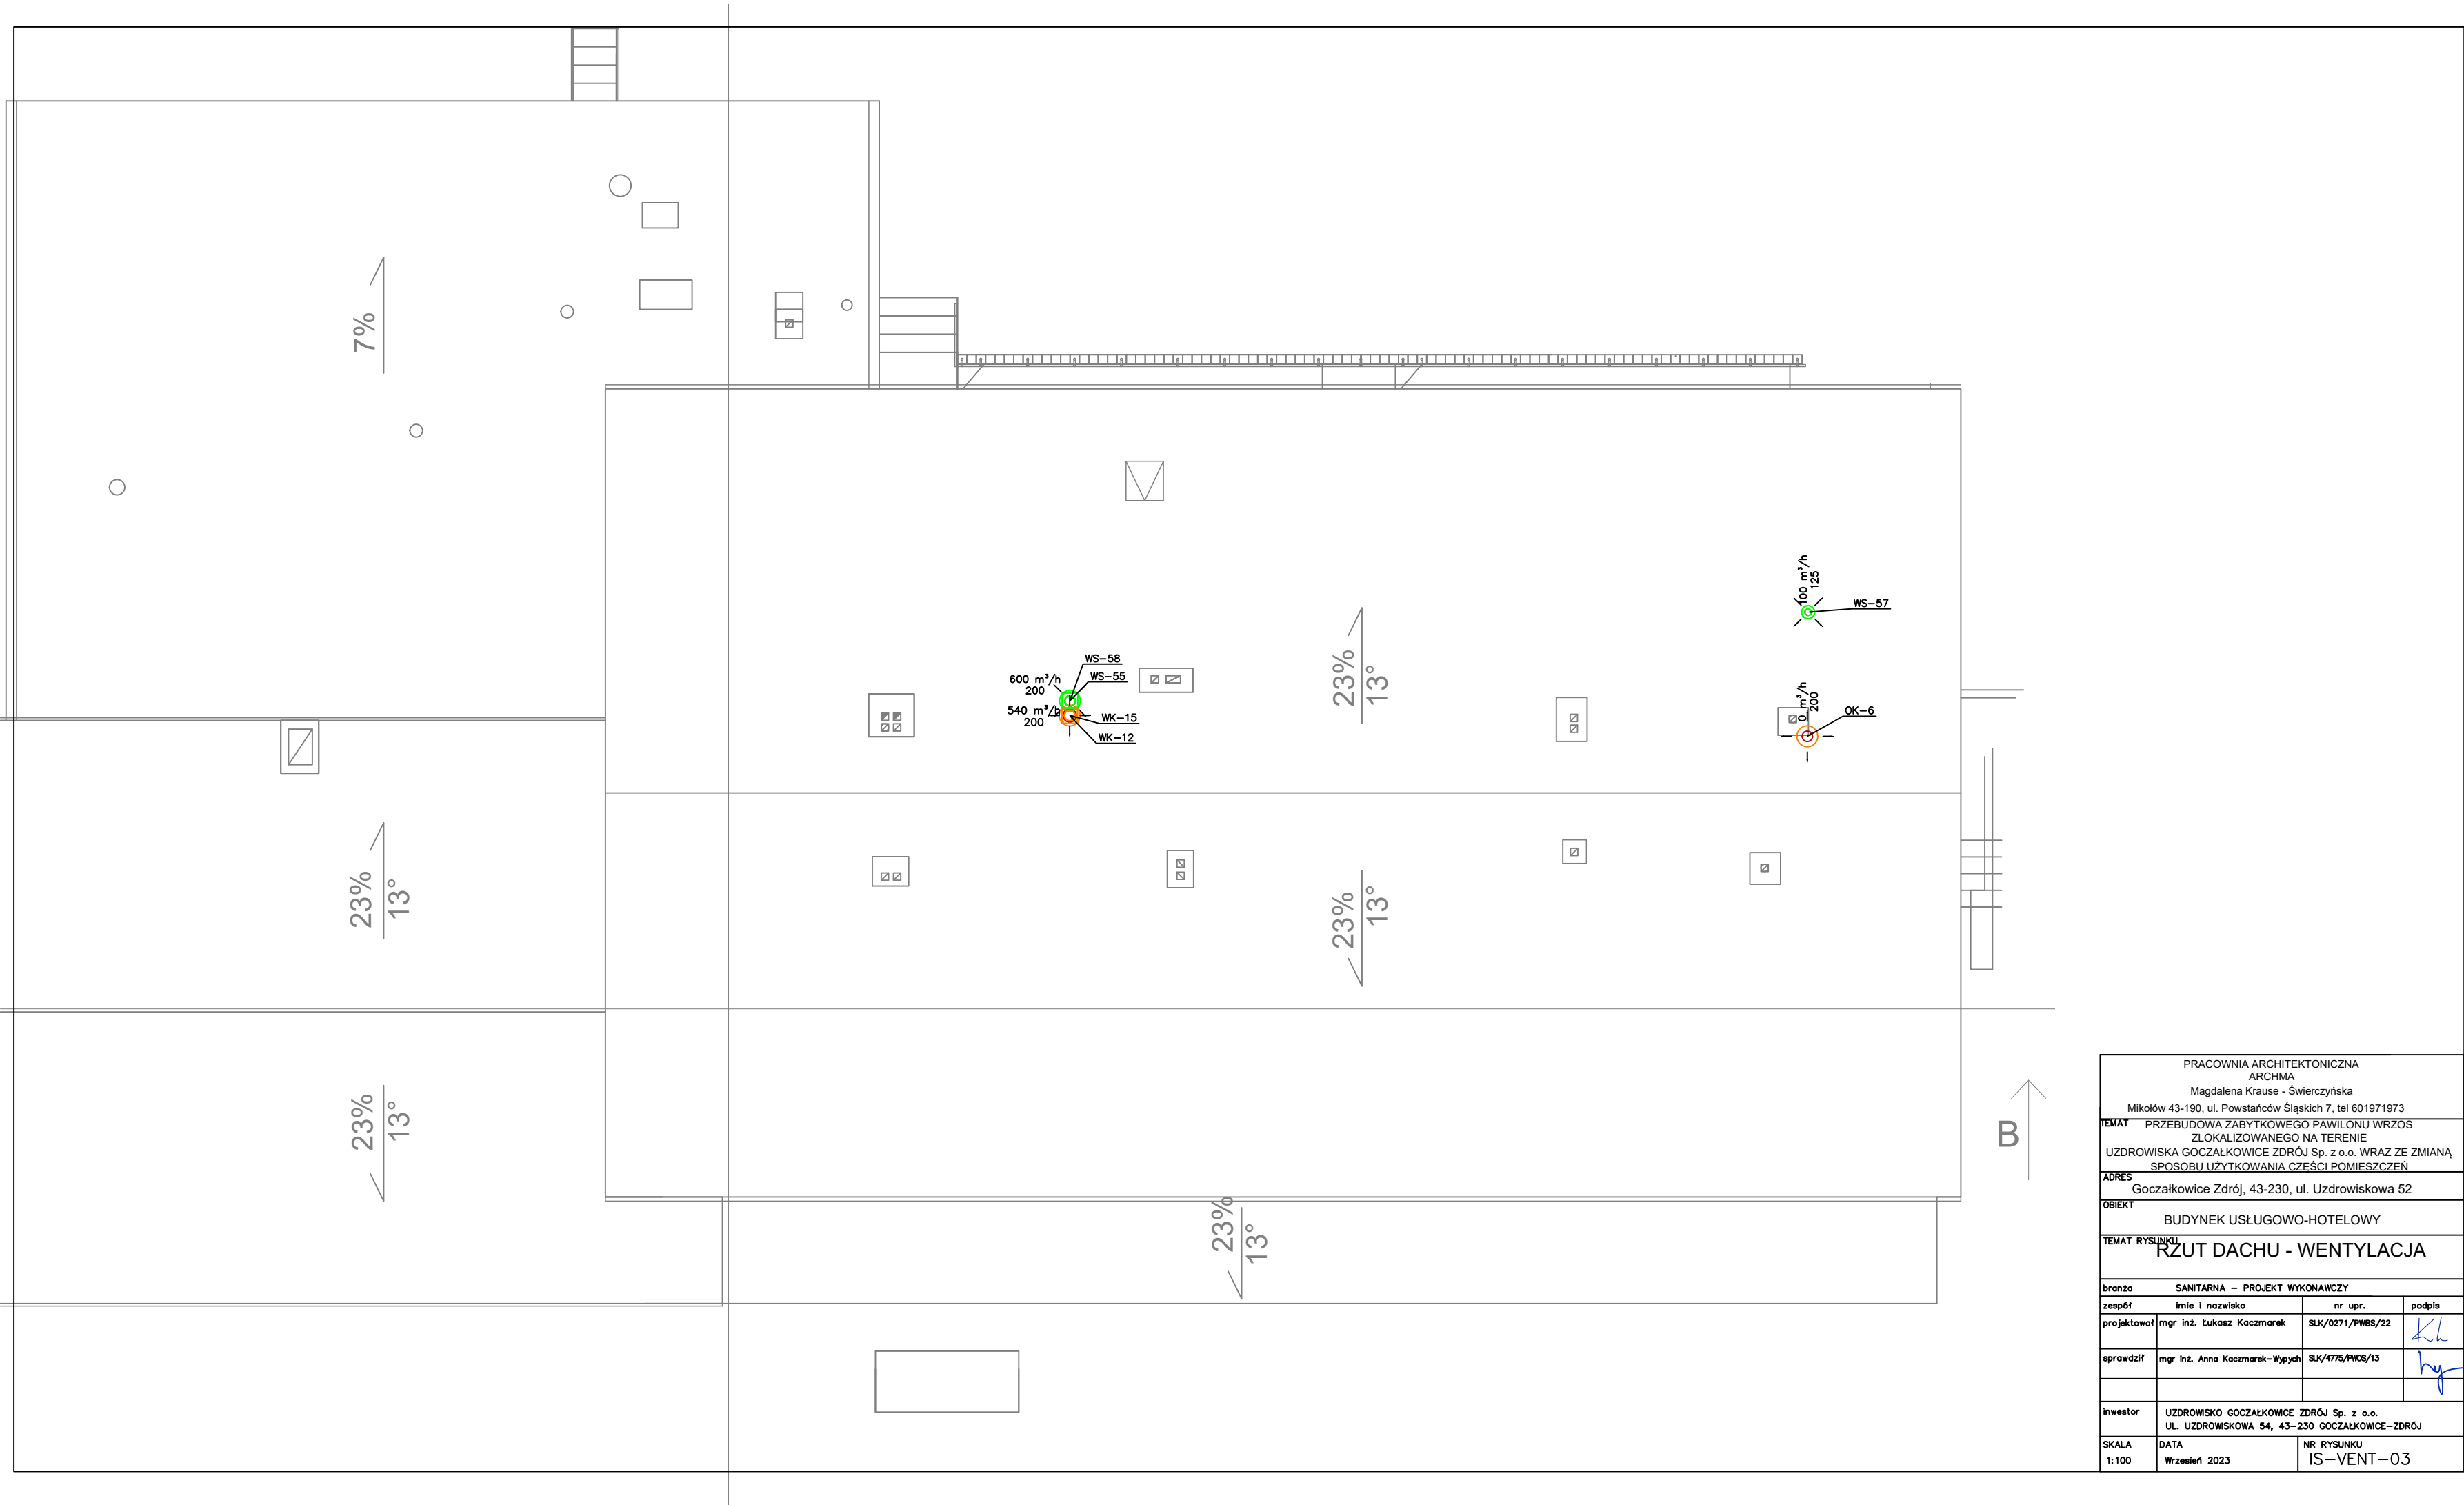 7%
100 m³/h
125
WS-57
WS-58
600 m³/h
200
WS-55
540 m³/h
200
WK-15
WK-12
23%
13°
0 m³/h
200
OK-6
23%
13°
23%
13°
23%
13°
23%
13°
B
PRACOWNIA ARCHITEKTONICZNA
ARCHMA
Magdalena Krause - Świerczyńska
Mikołów 43-190, ul. Powstańców Śląskich 7, tel 601971973
TEMAT PRZEBUDOWA ZABYTKOWEGO PAWILONU WRZOS
ZLOKALIZOWANEGO NA TERENIE
UZDROWISKA GOCZAŁKOWICE ZDRÓJ Sp. z o.o. WRAZ ZE ZMIANĄ
SPOSOBU UŻYTKOWANIA CZĘŚCI POMIESZCZEŃ
ADRES
Goczałkowice Zdrój, 43-230, ul. Uzdrowiskowa 52
OBIEKT
BUDYNEK USŁUGOWO-HOTELOWY
TEMAT RYSUNKU
RZUT DACHU - WENTYLACJA
branża SANITARNA – PROJEKT WYKONAWCZY
zespół imie i nazwisko nr upr. podpis
projektował mgr inż. Łukasz Kaczmarek SLK/0271/PWBS/22
sprawdził mgr inż. Anna Kaczmarek-Wypych SLK/4775/PWOS/13
inwestor UZDROWISKO GOCZAŁKOWICE ZDRÓJ Sp. z o.o.
UL. UZDROWISKOWA 54, 43-230 GOCZAŁKOWICE-ZDRÓJ
SKALA DATA NR RYSUNKU
1:100 Wrzesień 2023 IS-VENT-03